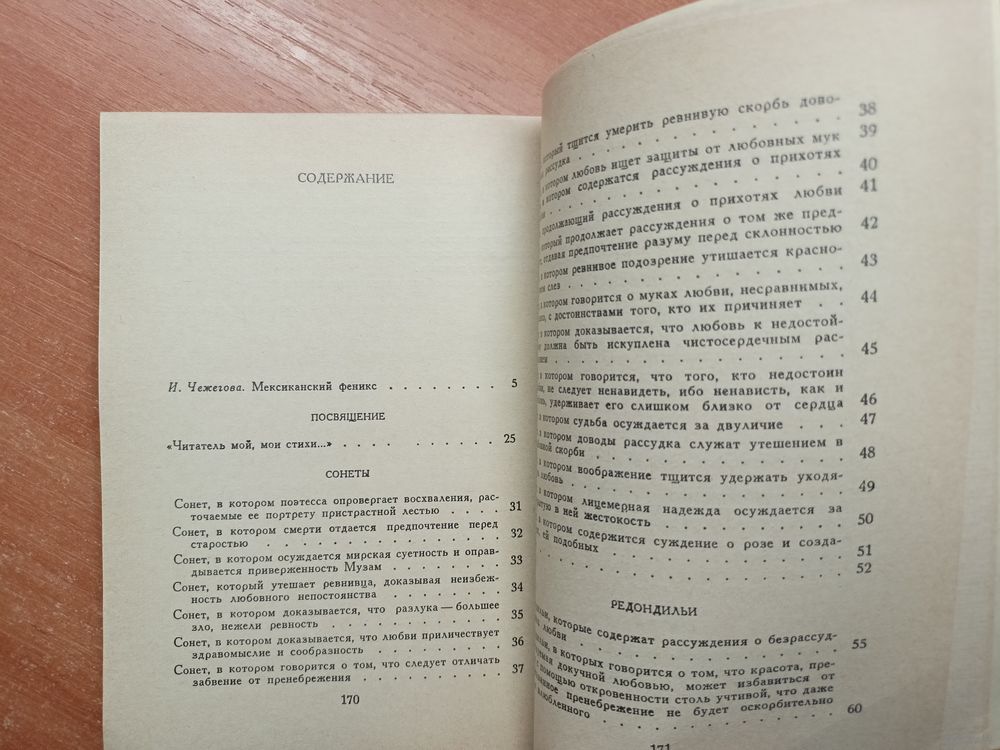 СОДЕРЖАНИЕ
И. Чежегова. Мексиканский феникс . . . . . . . 5
ПОСВЯЩЕНИЕ
«Читатель мой, мои стихи...» . . . . . . . . 25
СОНЕТЫ
Сонет, в котором поэтесса опровергает восхваления, рас-
точаемые ее портрету пристрастной лестью . . . . 31
Сонет, в котором смерти отдается предпочтение перед
старостью . . . . . . . . . . . 32
Сонет, в котором осуждается мирская суетность и оправ-
дывается приверженность Музам . . . . . . 33
Сонет, который утешает ревнивца, доказывая неизбеж-
ность любовного непостоянства . . . . . . 34
Сонет, в котором доказывается, что разлука — большее
зло, нежели ревность . . . . . . . . 35
Сонет, в котором доказывается, что любви приличествует
здравомыслие и сообразность . . . . . . . 36
Сонет, в котором говорится о том, что следует отличать
забвение от пренебрежения . . . . . . . 37
170
который тщится умерить ревнивую скорбь дово-
рассудка . . . . . . . . . . 38
в котором любовь ищет защиты от любовных мук 39
в котором содержатся рассуждения о прихотях
. . . . . . . . . . 40
продолжающий рассуждения о прихотях любви 41
который продолжает рассуждения о том же пред-
отдавая предпочтение разуму перед склонностью 42
в котором ревнивое подозрение утишается красно-
слез . . . . . . . . . . 43
в котором говорится о муках любви, несравнимых,
с достоинствами того, кто их причиняет . . 44
в котором доказывается, что любовь к недостой-
должна быть искуплена чистосердечным рас-
. . . . . . . . . . 45
в котором говорится, что того, кто недостоин
не следует ненавидеть, ибо ненависть, как и
удерживает его слишком близко от сердца 46
в котором судьба осуждается за двуличие . . . 47
в котором доводы рассудка служат утешением в
скорби . . . . . . . . . . 48
в котором воображение тщится удержать уходя-
любовь . . . . . . . . . . 49
в котором лицемерная надежда осуждается за
в ней жестокость . . . . . . . 50
в котором содержится суждение о розе и созда-
ей подобных . . . . . . . . . 51
. . . . . . . . . . 52
РЕДОНДИЛЬИ
которые содержат рассуждения о безрассуд-
любви . . . . . . . . . . 55
в которых говорится о том, что красота, пре-
докучной любовью, может избавиться от
с помощью откровенности столь учтивой, что даже
пренебрежение не будет оскорбительно
. . . . . . . . . . 60
171